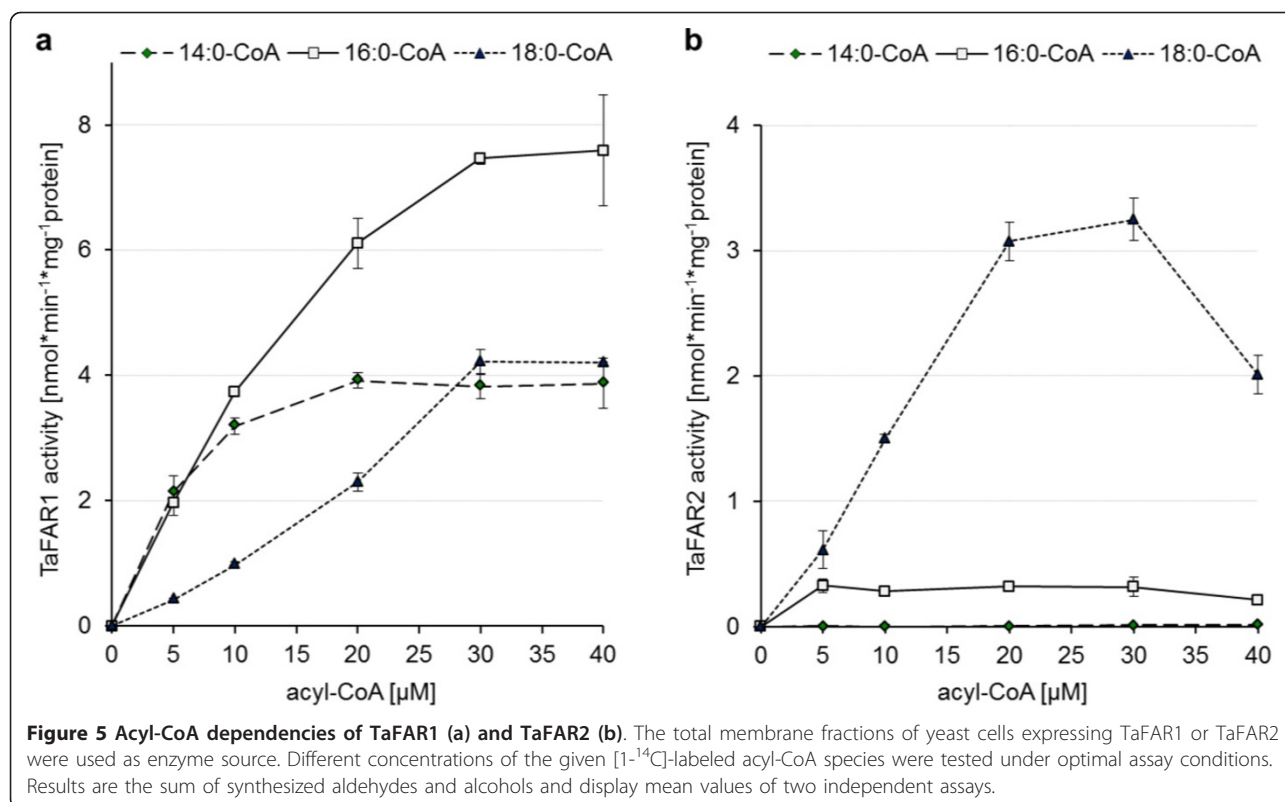 a
14:0-CoA 16:0-CoA 18:0-CoA
TaFAR1 activity [nmol*min⁻¹*mg⁻¹protein]
8
6
4
2
0
0 5 10 15 20 25 30 35 40
acyl-CoA [µM]
b
14:0-CoA 16:0-CoA 18:0-CoA
TaFAR2 activity [nmol*min⁻¹*mg⁻¹protein]
4
3
2
1
0
0 5 10 15 20 25 30 35 40
acyl-CoA [µM]
Figure 5 Acyl-CoA dependencies of TaFAR1 (a) and TaFAR2 (b). The total membrane fractions of yeast cells expressing TaFAR1 or TaFAR2
were used as enzyme source. Different concentrations of the given [1-¹⁴C]-labeled acyl-CoA species were tested under optimal assay conditions.
Results are the sum of synthesized aldehydes and alcohols and display mean values of two independent assays.